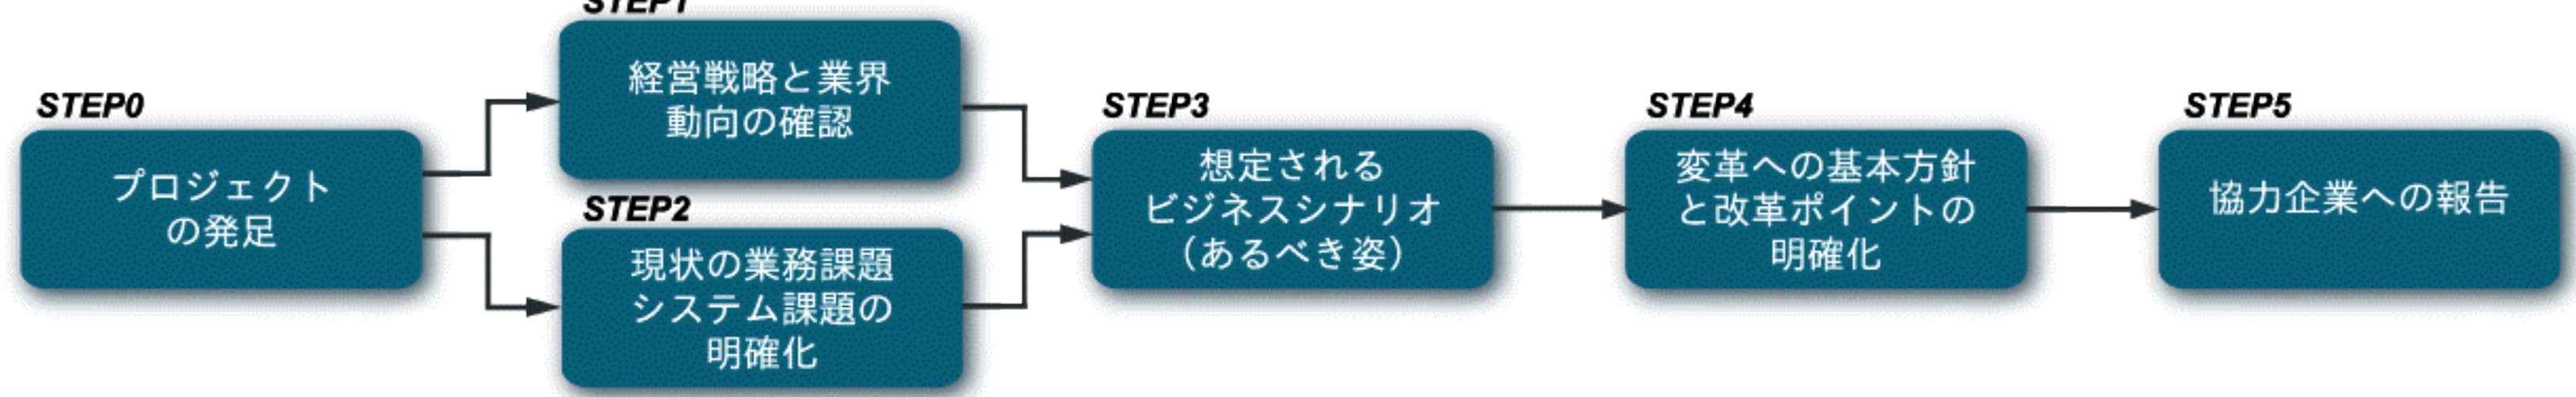 STEP0
プロジェクト
の発足
STEP1
経営戦略と業界
動向の確認
STEP2
現状の業務課題
システム課題の
明確化
STEP3
想定される
ビジネスシナリオ
（あるべき姿）
STEP4
変革への基本方針
と改革ポイントの
明確化
STEP5
協力企業への報告